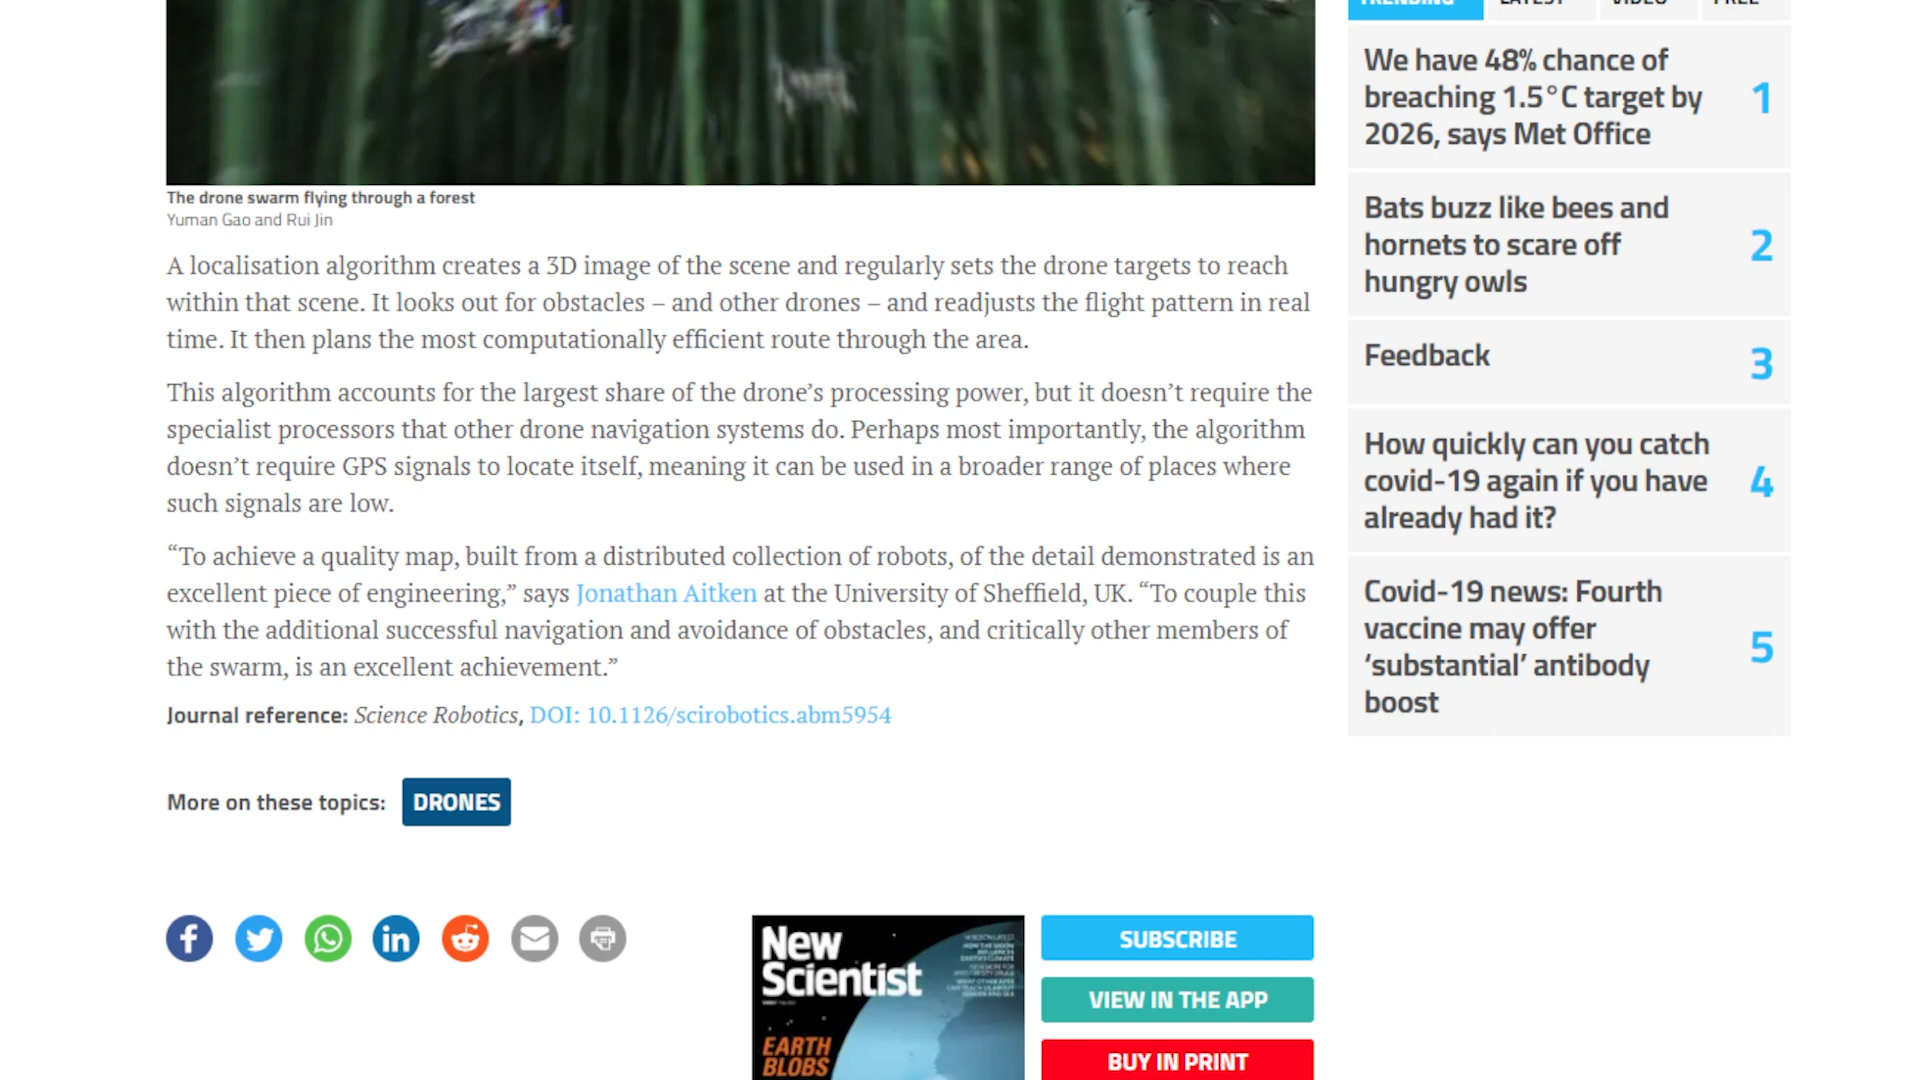 TRENDING LATEST VIDEO FREE
We have 48% chance of
breaching 1.5°C target by
2026, says Met Office
1
Bats buzz like bees and
hornets to scare off
hungry owls
2
Feedback
3
How quickly can you catch
covid-19 again if you have
already had it?
4
Covid-19 news: Fourth
vaccine may offer
‘substantial’ antibody
boost
5
The drone swarm flying through a forest
Yuman Gao and Rui Jin
A localisation algorithm creates a 3D image of the scene and regularly sets the drone targets to reach
within that scene. It looks out for obstacles – and other drones – and readjusts the flight pattern in real
time. It then plans the most computationally efficient route through the area.
This algorithm accounts for the largest share of the drone’s processing power, but it doesn’t require the
specialist processors that other drone navigation systems do. Perhaps most importantly, the algorithm
doesn’t require GPS signals to locate itself, meaning it can be used in a broader range of places where
such signals are low.
“To achieve a quality map, built from a distributed collection of robots, of the detail demonstrated is an
excellent piece of engineering,” says Jonathan Aitken at the University of Sheffield, UK. “To couple this
with the additional successful navigation and avoidance of obstacles, and critically other members of
the swarm, is an excellent achievement.”
Journal reference: Science Robotics, DOI: 10.1126/scirobotics.abm5954
More on these topics: DRONES
New
Scientist
EARTH
BLOBS
SUBSCRIBE
VIEW IN THE APP
BUY IN PRINT